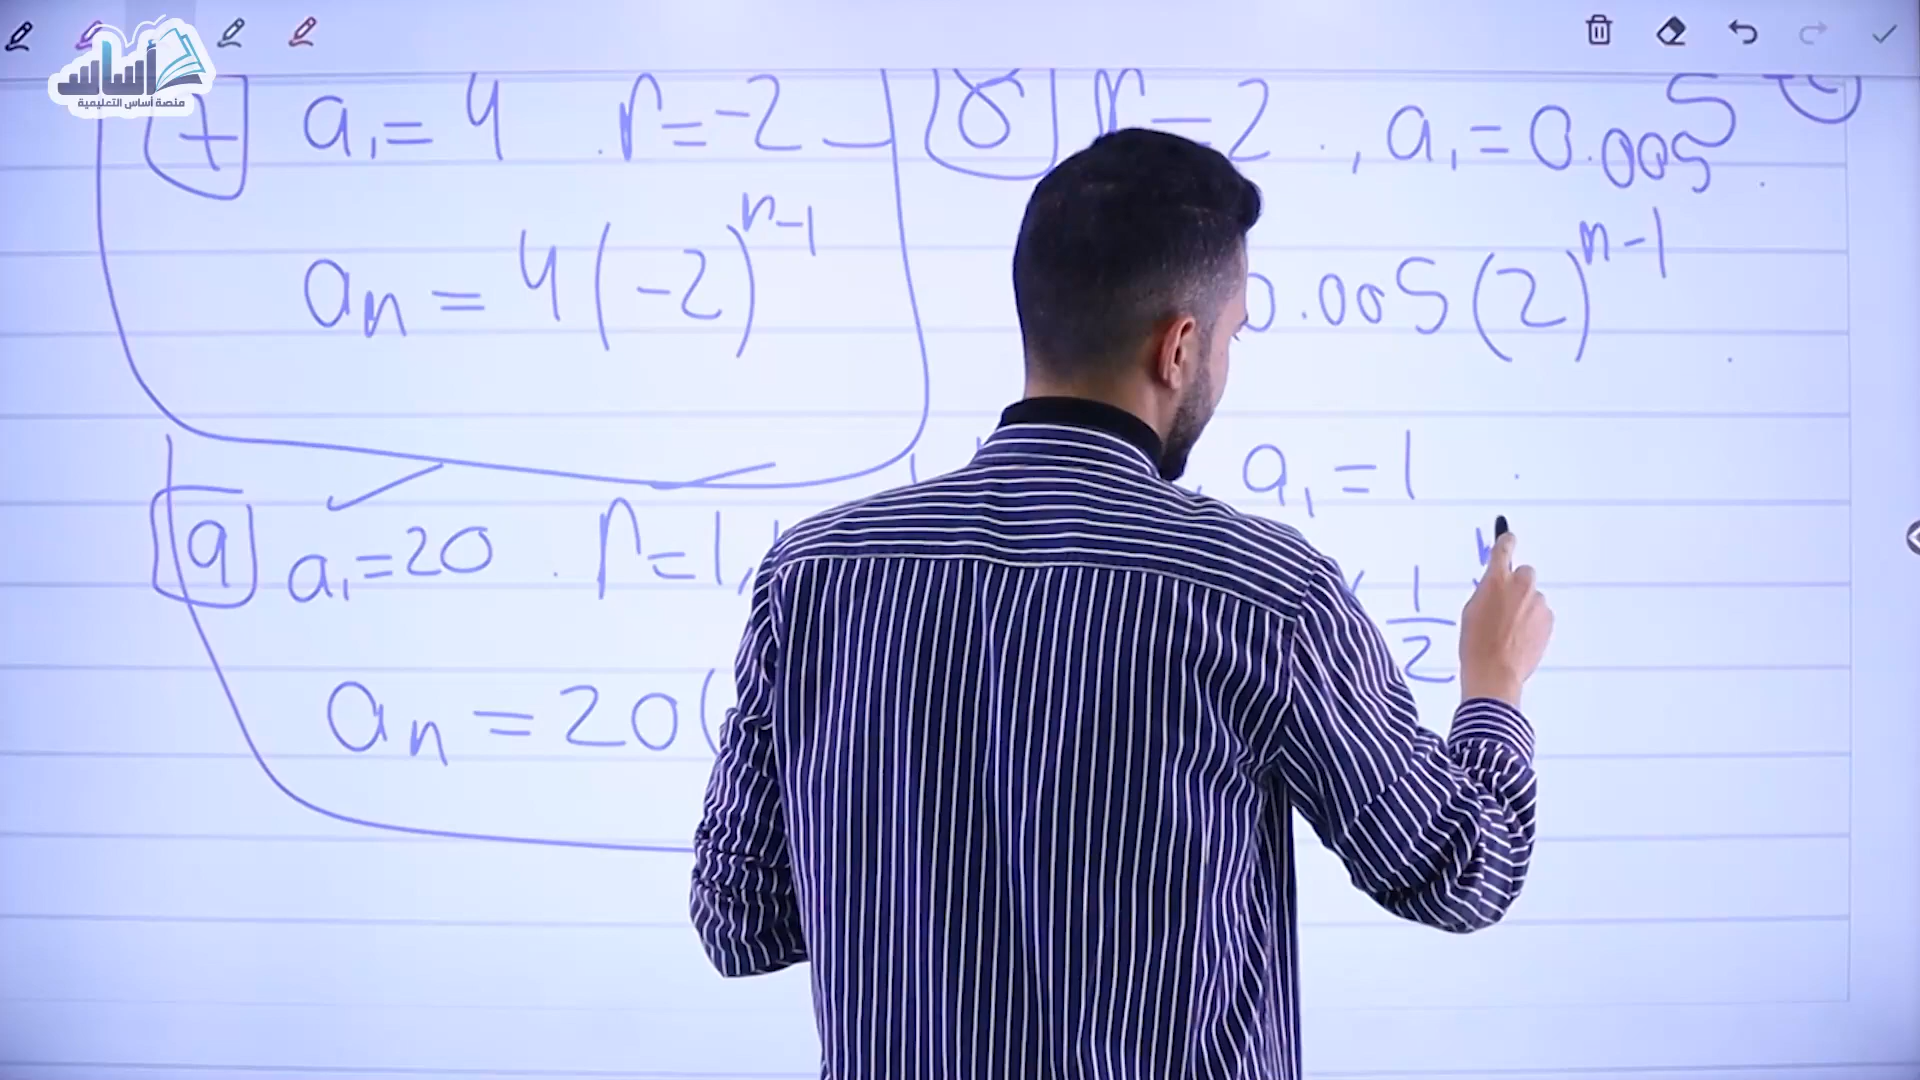 أساس
منصة أساس التعليمية
7 a₁ = 4 . r = -2
aₙ = 4(-2)ⁿ⁻¹
8 r = 2 , a₁ = 0.005
0.005(2)ⁿ⁻¹
9 a₁ = 20 . r = 1,
aₙ = 20(
a₁ = 1
1/2